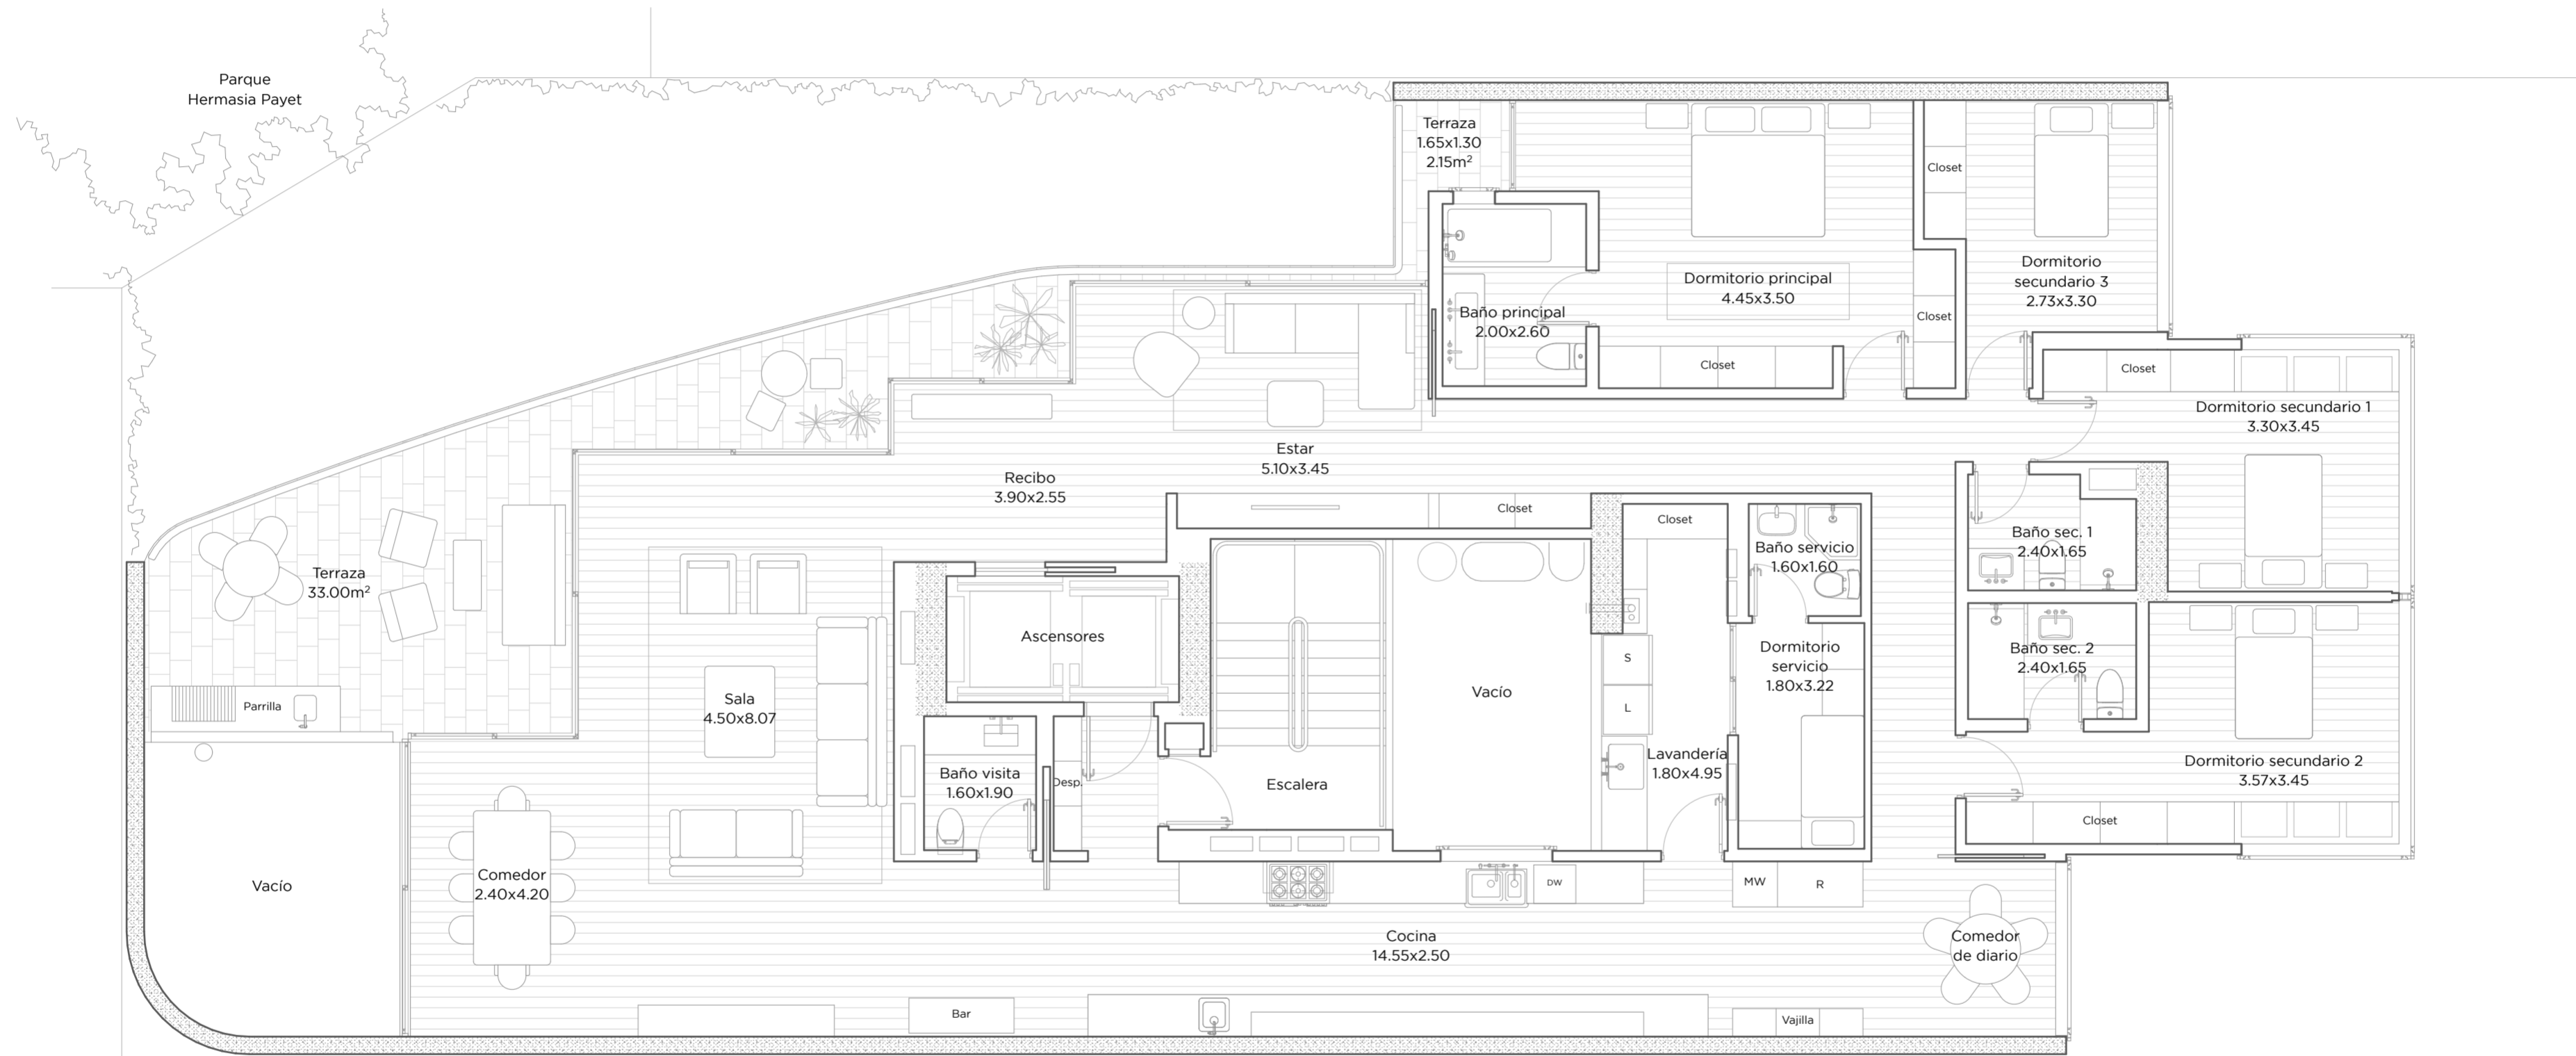 Parque
Hermasia Payet
Terraza
1.65x1.30
2.15m²
Closet
Dormitorio principal
4.45x3.50
Dormitorio
secundario 3
2.73x3.30
Baño principal
2.00x2.60
Closet
Closet
Closet
Dormitorio secundario 1
3.30x3.45
Estar
5.10x3.45
Recibo
3.90x2.55
Closet
Closet
Baño servicio
1.60x1.60
Baño sec. 1
2.40x1.65
Terraza
33.00m²
Ascensores
Dormitorio
servicio
1.80x3.22
Baño sec. 2
2.40x1.65
S
L
Vacío
Sala
4.50x8.07
Parrilla
Lavandería
1.80x4.95
Dormitorio secundario 2
3.57x3.45
Baño visita
1.60x1.90
Desp.
Escalera
Closet
Vacío
Comedor
2.40x4.20
DW
MW
R
Cocina
14.55x2.50
Comedor
de diario
Bar
Vajilla